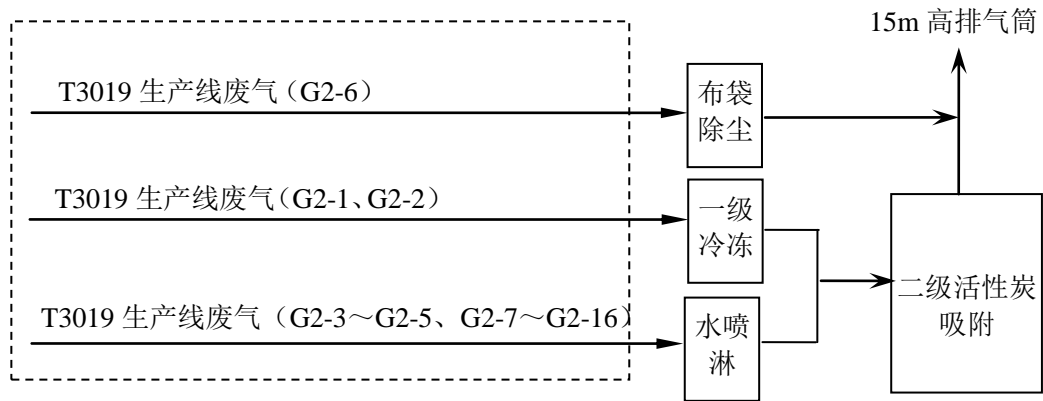 15m 高排气筒
T3019 生产线废气（G2-6）
布袋
除尘
T3019 生产线废气（G2-1、G2-2）
一级
冷冻
二级活性炭
吸附
T3019 生产线废气（G2-3～G2-5、G2-7～G2-16）
水喷
淋